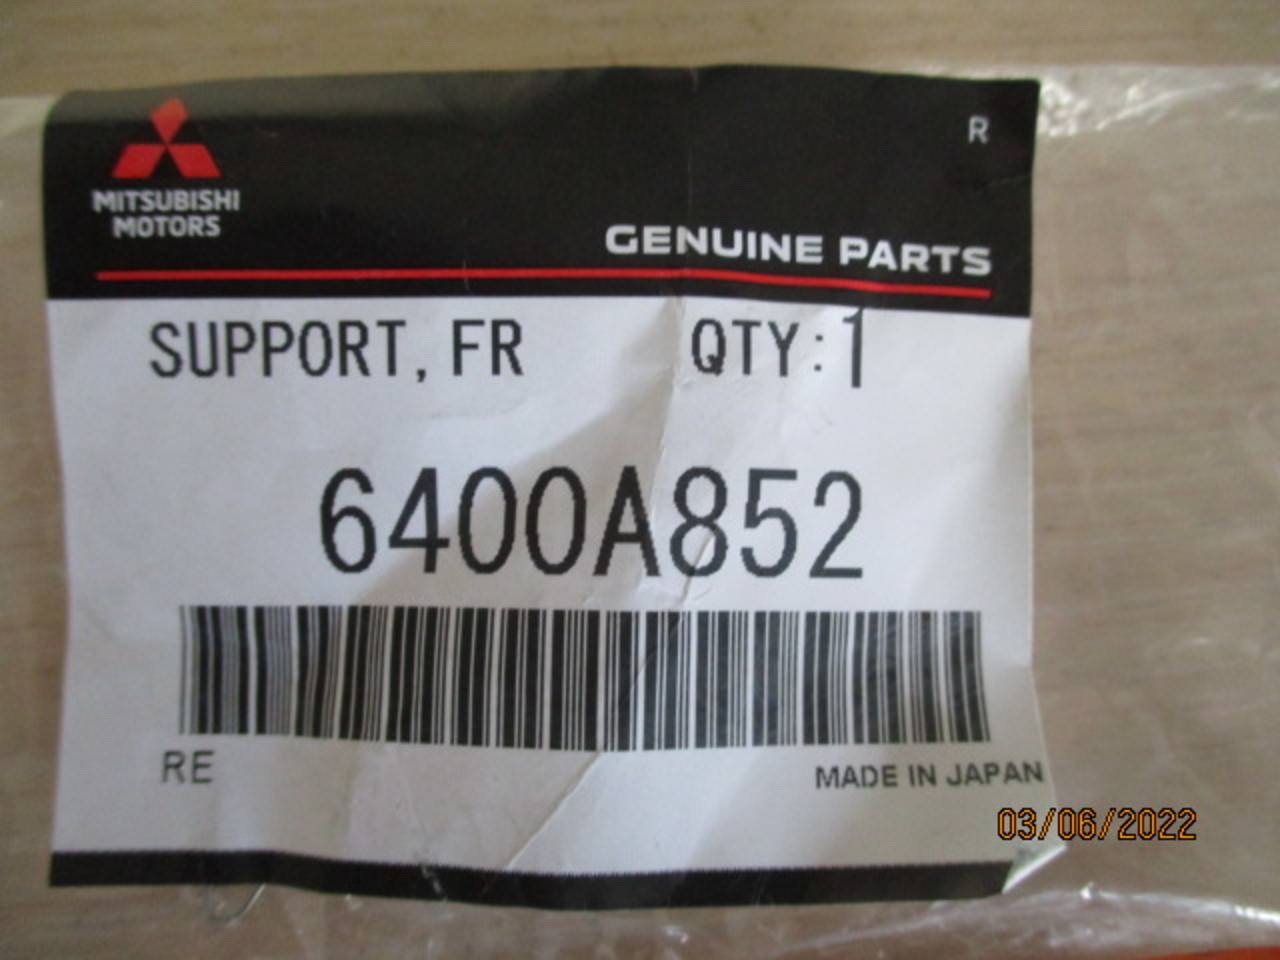 R
MITSUBISHI
MOTORS
GENUINE PARTS
SUPPORT, FR QTY:1
6400A852
RE
MADE IN JAPAN
03/06/2022